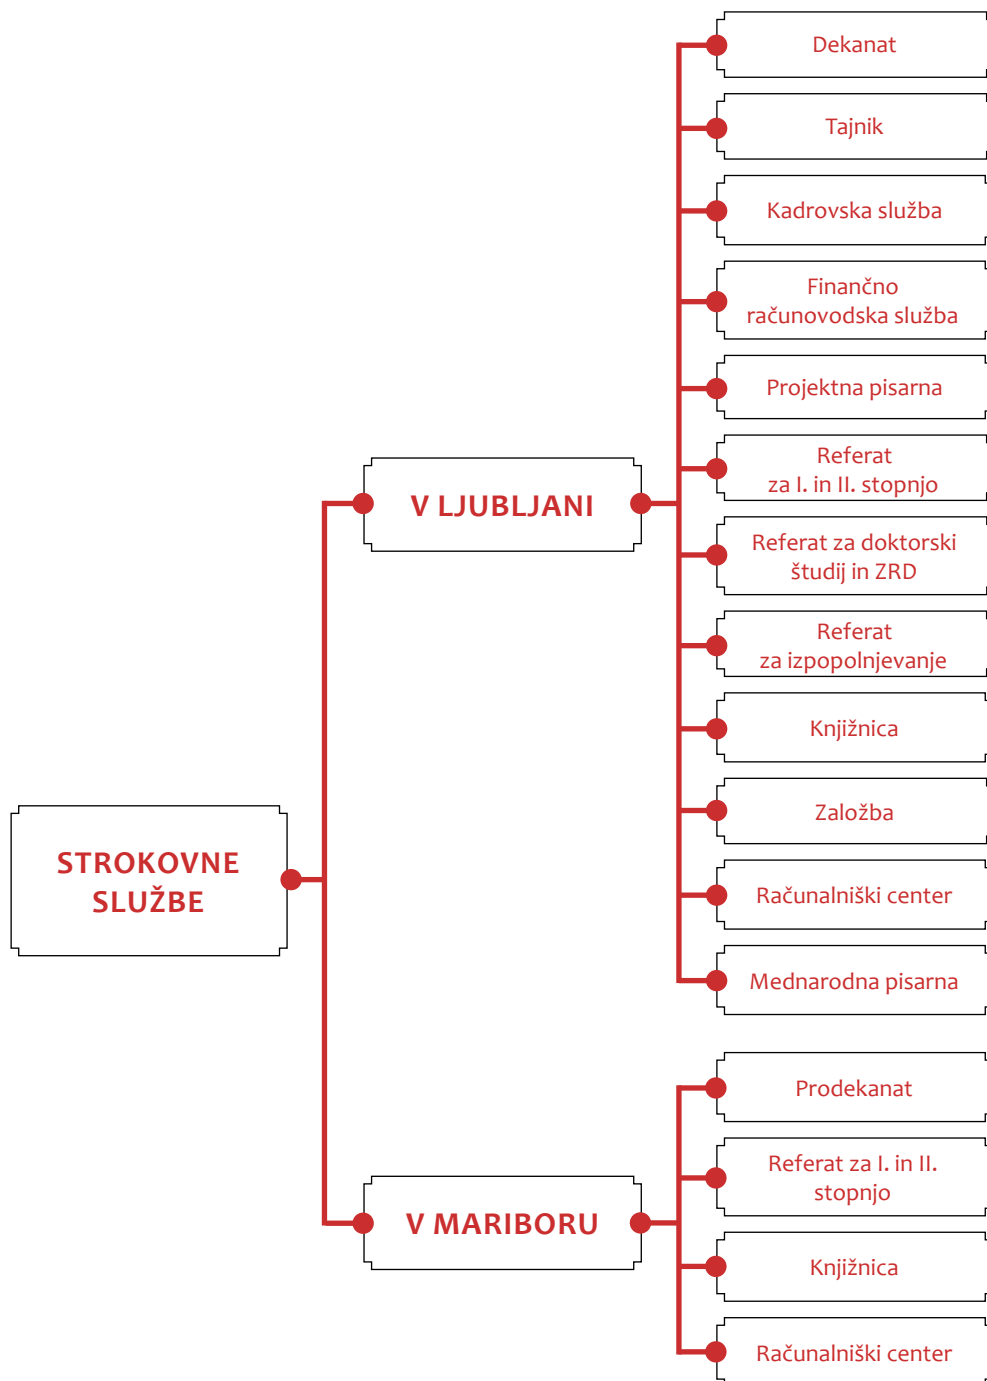 STROKOVNE
SLUŽBE
V LJUBLJANI
Dekanat
Tajnik
Kadrovska služba
Finančno
računovodska služba
Projektna pisarna
Referat
za I. in II. stopnjo
Referat za doktorski
študij in ZRD
Referat
za izpopolnjevanje
Knjižnica
Založba
Računalniški center
Mednarodna pisarna
V MARIBORU
Prodekanat
Referat za I. in II.
stopnjo
Knjižnica
Računalniški center